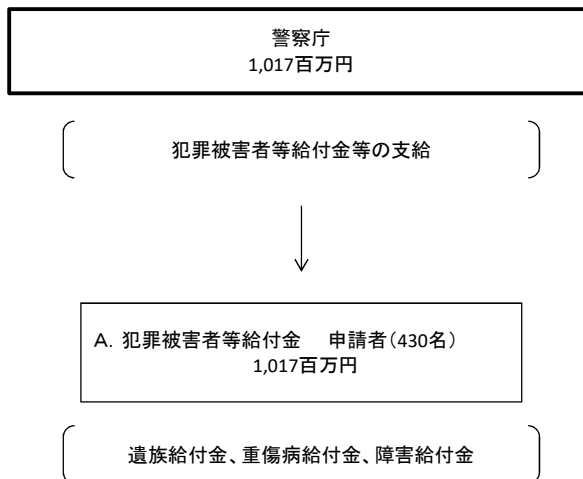 警察庁
1,017百万円
犯罪被害者等給付金等の支給
A. 犯罪被害者等給付金　申請者(430名)
1,017百万円
遺族給付金、重傷病給付金、障害給付金